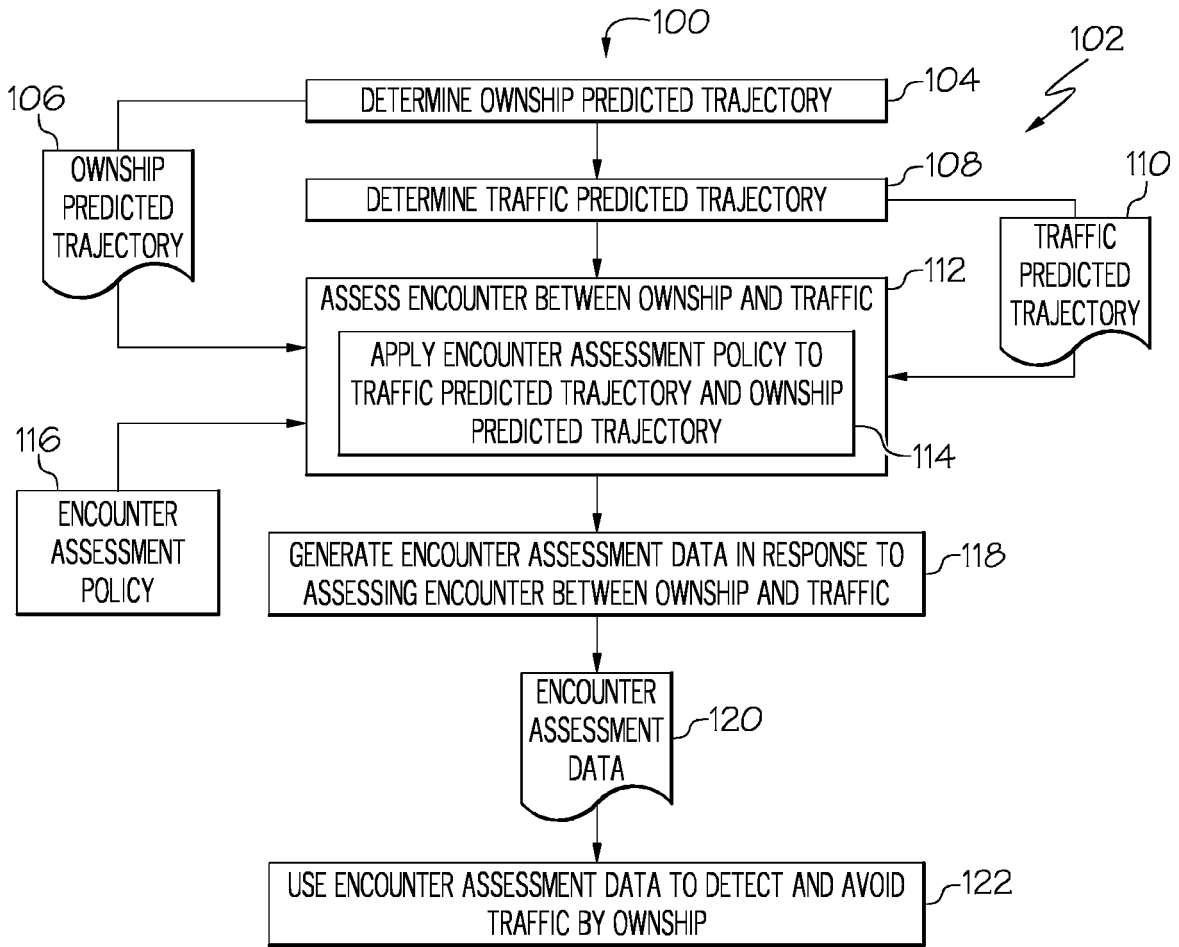 100
102
DETERMINE OWNSHIP PREDICTED TRAJECTORY
104
106
OWNSHIP
PREDICTED
TRAJECTORY
DETERMINE TRAFFIC PREDICTED TRAJECTORY
108
110
TRAFFIC
PREDICTED
TRAJECTORY
112
ASSESS ENCOUNTER BETWEEN OWNSHIP AND TRAFFIC
APPLY ENCOUNTER ASSESSMENT POLICY TO
TRAFFIC PREDICTED TRAJECTORY AND OWNSHIP
PREDICTED TRAJECTORY
114
116
ENCOUNTER
ASSESSMENT
POLICY
GENERATE ENCOUNTER ASSESSMENT DATA IN RESPONSE TO
ASSESSING ENCOUNTER BETWEEN OWNSHIP AND TRAFFIC
118
ENCOUNTER
ASSESSMENT
DATA
120
USE ENCOUNTER ASSESSMENT DATA TO DETECT AND AVOID
TRAFFIC BY OWNSHIP
122